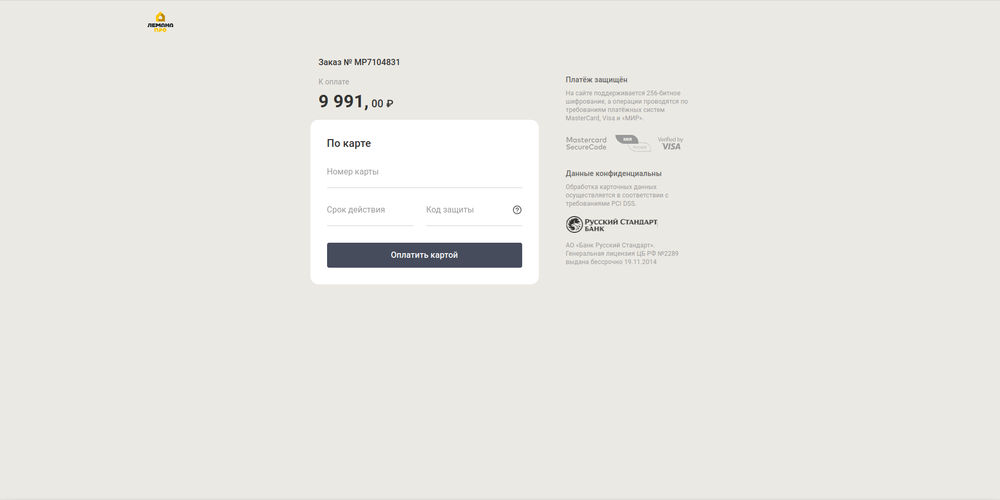 ЛЕМАНА
ПРО
Заказ № MP7104831
К оплате
9 991, 00 ₽
По карте
Номер карты
Срок действия
Код защиты
?
Оплатить картой
Платёж защищён
На сайте поддерживается 256-битное
шифрование, а операции проводятся по
требованиям платёжных систем
MasterCard, Visa и «МИР».
Mastercard
SecureCode
MIR
Accept
Verified by
VISA
Данные конфиденциальны
Обработка карточных данных
осуществляется в соответствии с
требованиями PCI DSS.
РУССКИЙ СТАНДАРТ
БАНК
АО «Банк Русский Стандарт».
Генеральная лицензия ЦБ РФ №2289
выдана бессрочно 19.11.2014